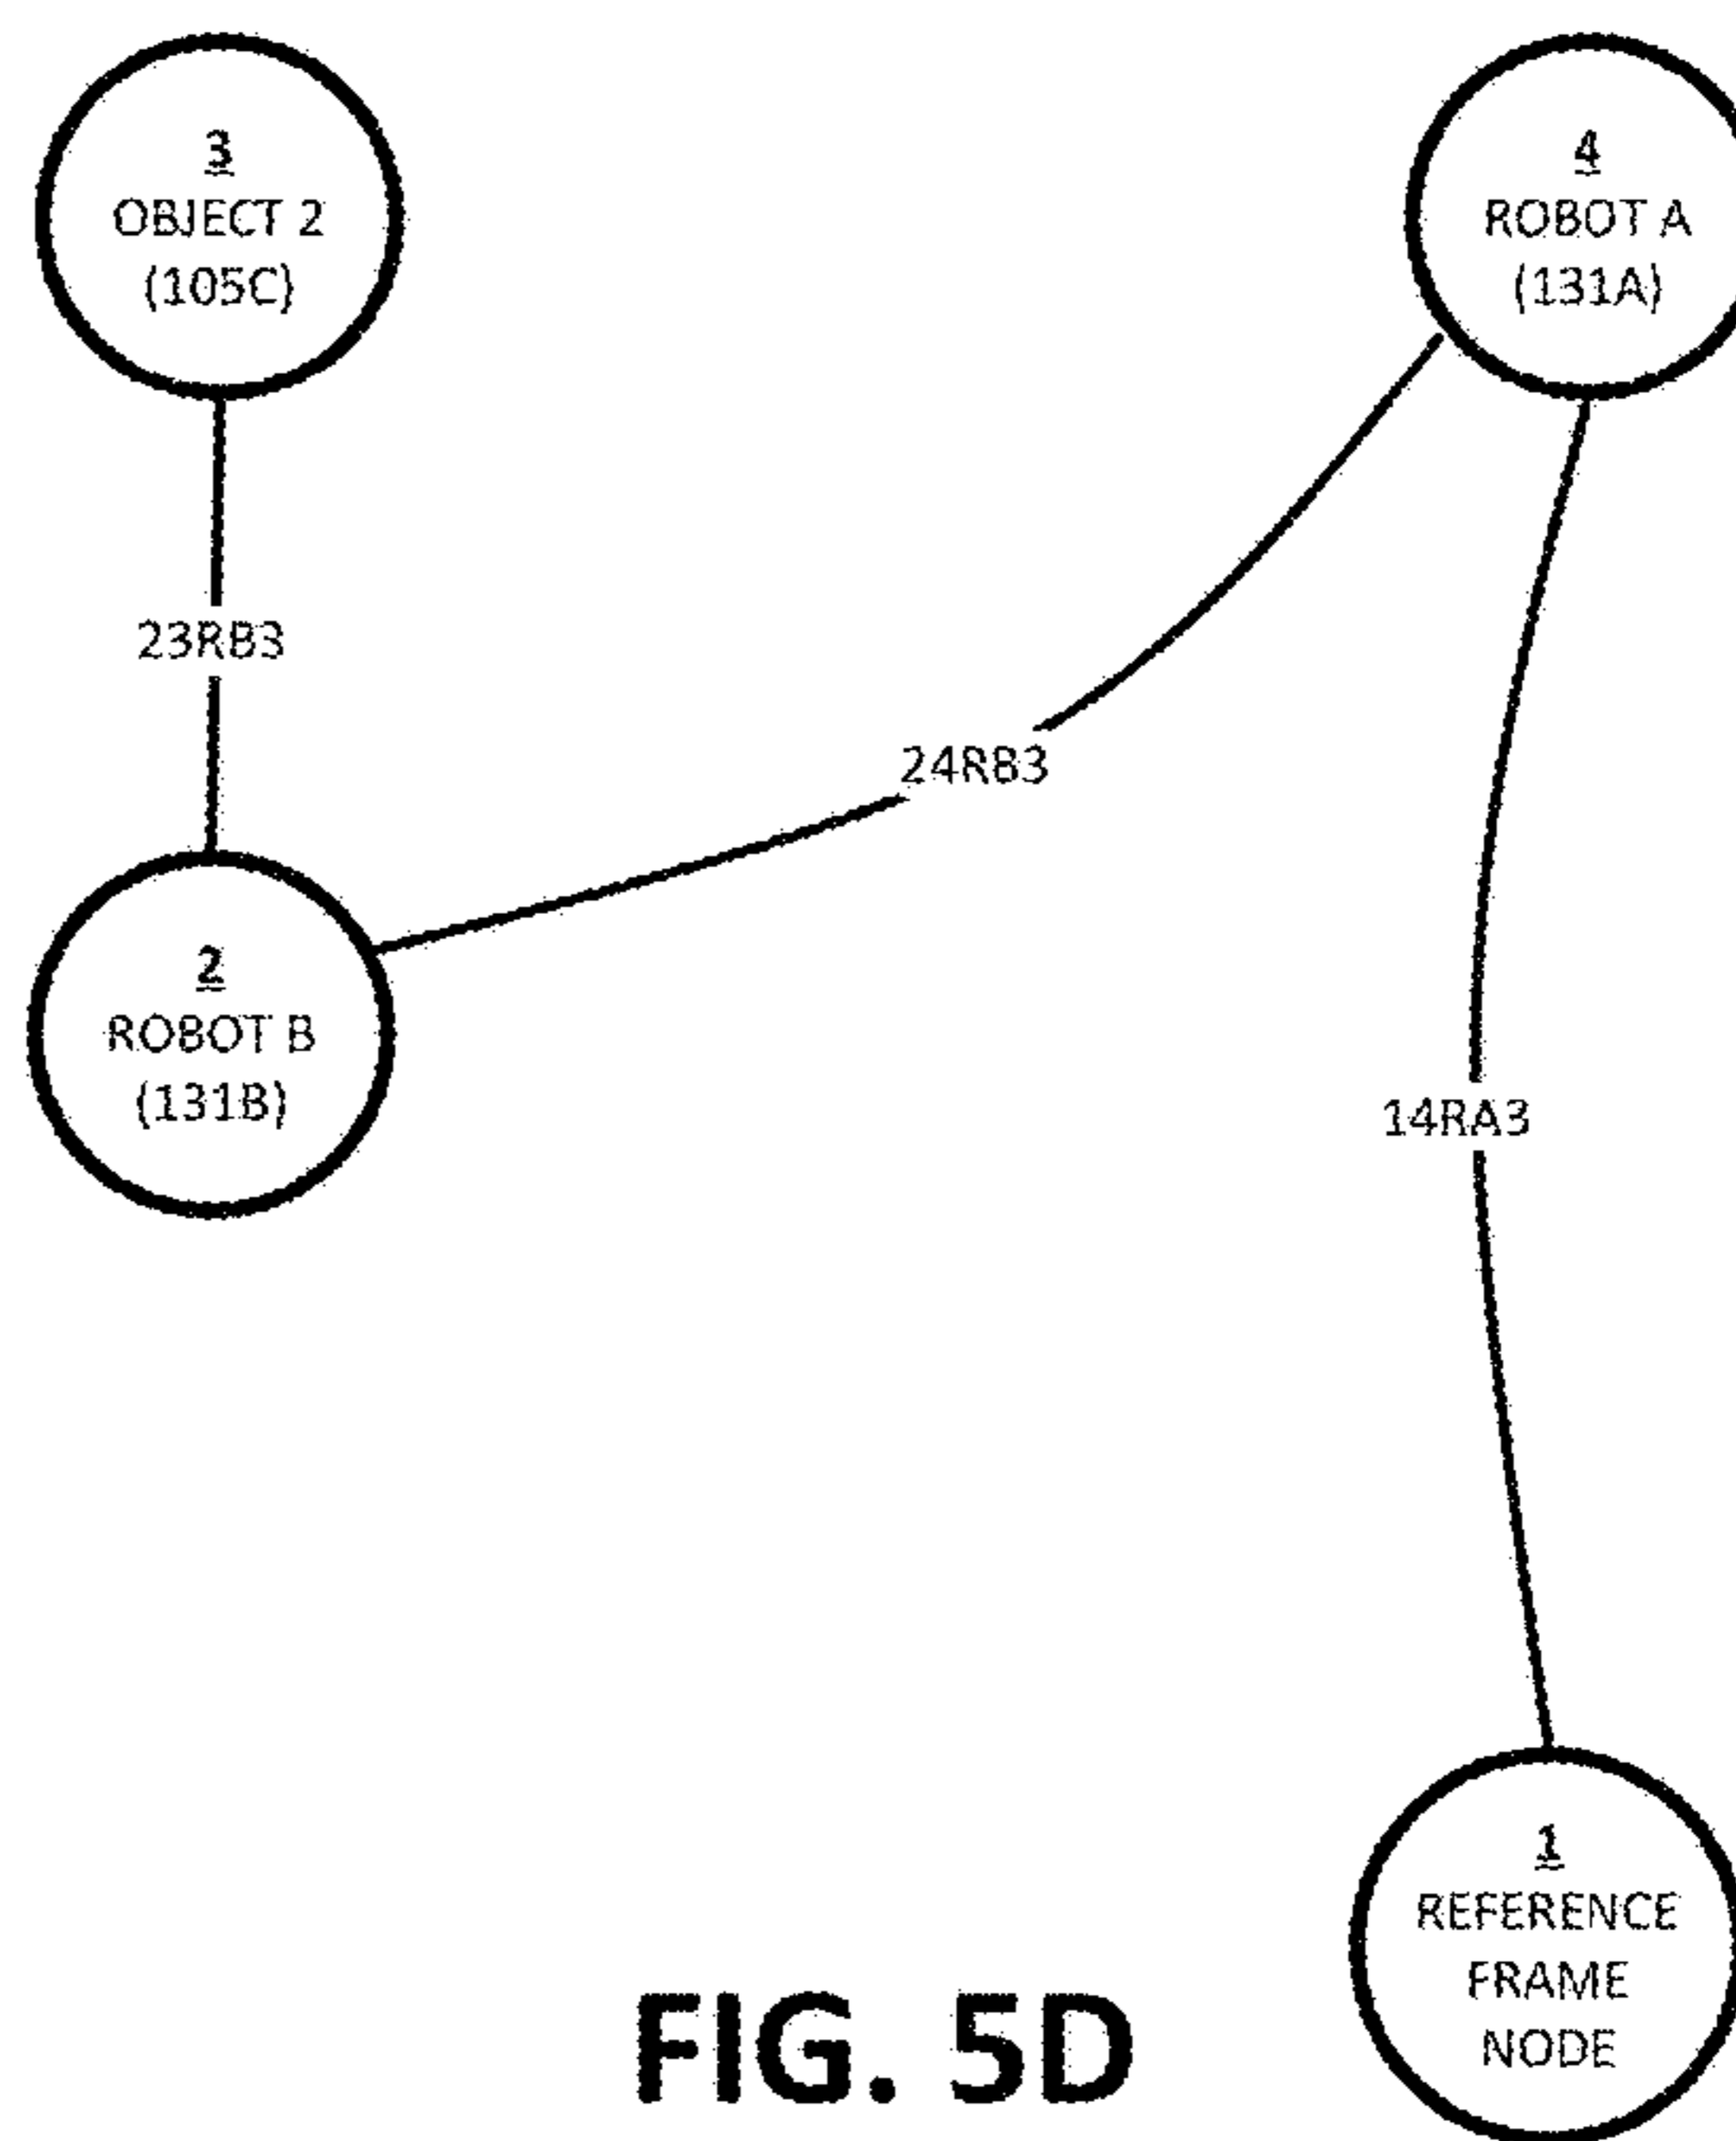 3
OBJECT 2
(105C)
4
ROBOT A
(131A)
23RB3
24RB3
2
ROBOT B
(131B)
14RA3
1
REFERENCE
FRAME
NODE
FIG. 5D